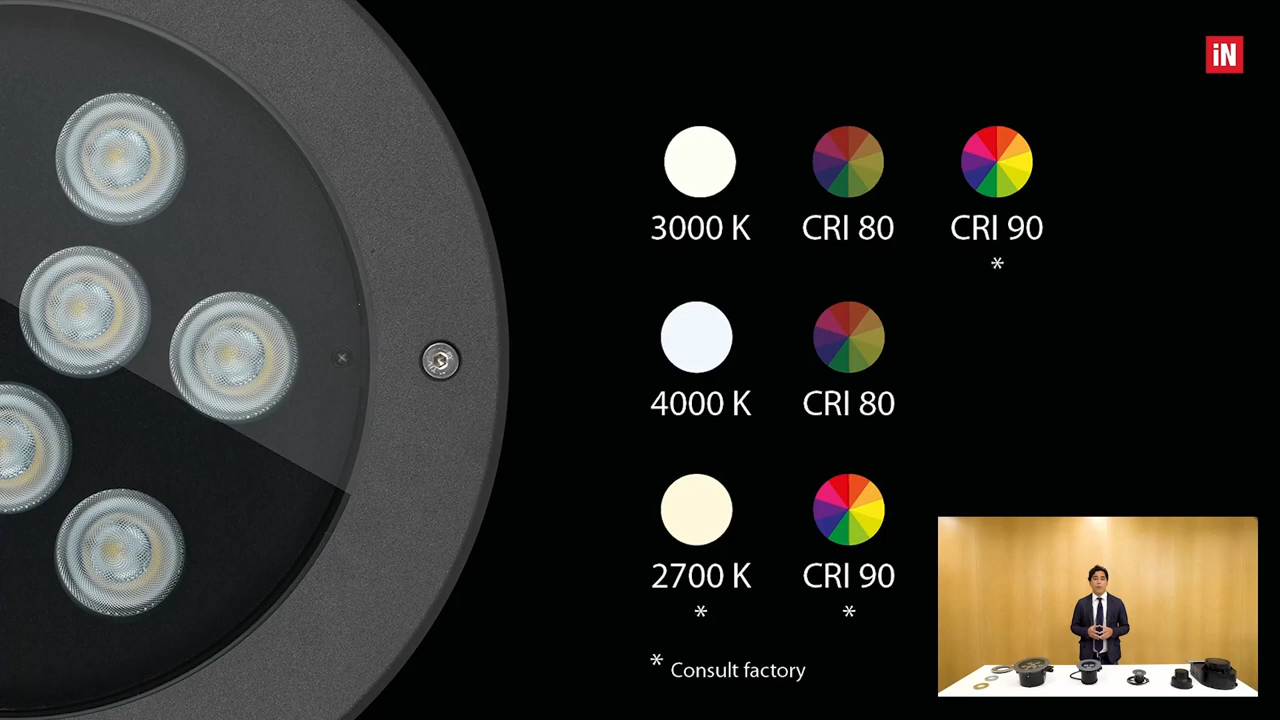 iN
3000 K CRI 80 CRI 90
*
4000 K CRI 80
2700 K CRI 90
* *
* Consult factory